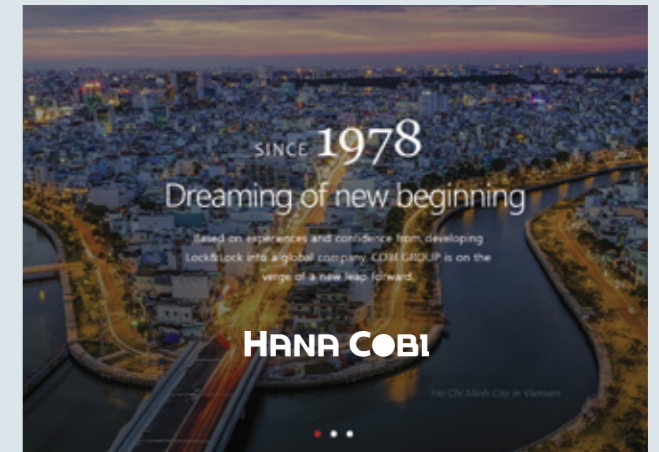 SINCE 1978
Dreaming of new beginning
Based on experiences and confidence from developing
Lock&Lock into a global company. COBI GROUP is on the
verge of a new leap forward.
HANA COBI
Ho Chi Minh City in Vietnam